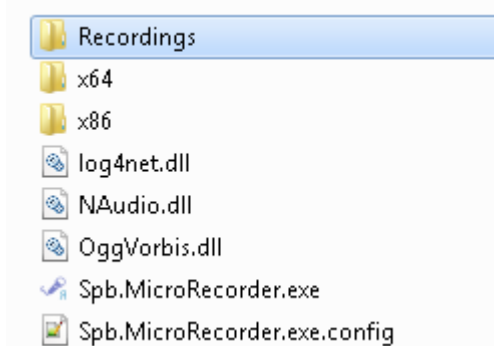 Recordings
x64
x86
log4net.dll
NAudio.dll
OggVorbis.dll
Spb.MicroRecorder.exe
Spb.MicroRecorder.exe.config